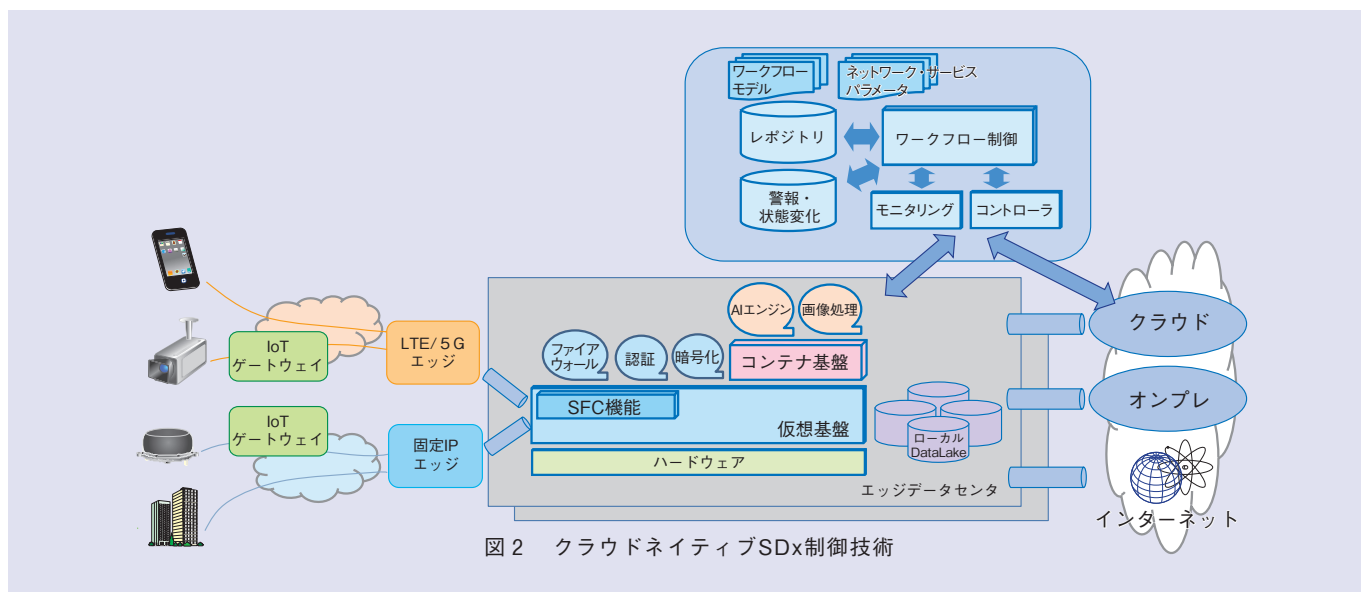 ワークフロー
モデル
ネットワーク・サービス
パラメータ
レポジトリ
ワークフロー制御
警報・
状態変化
モニタリング
コントローラ
IoT
ゲートウェイ
LTE/5G
エッジ
IoT
ゲートウェイ
固定IP
エッジ
AIエンジン
画像処理
ファイア
ウォール
認証
暗号化
コンテナ基盤
SFC機能
仮想基盤
ハードウェア
ローカル
DataLake
エッジデータセンタ
クラウド
オンプレ
インターネット
図2 クラウドネイティブSDx制御技術